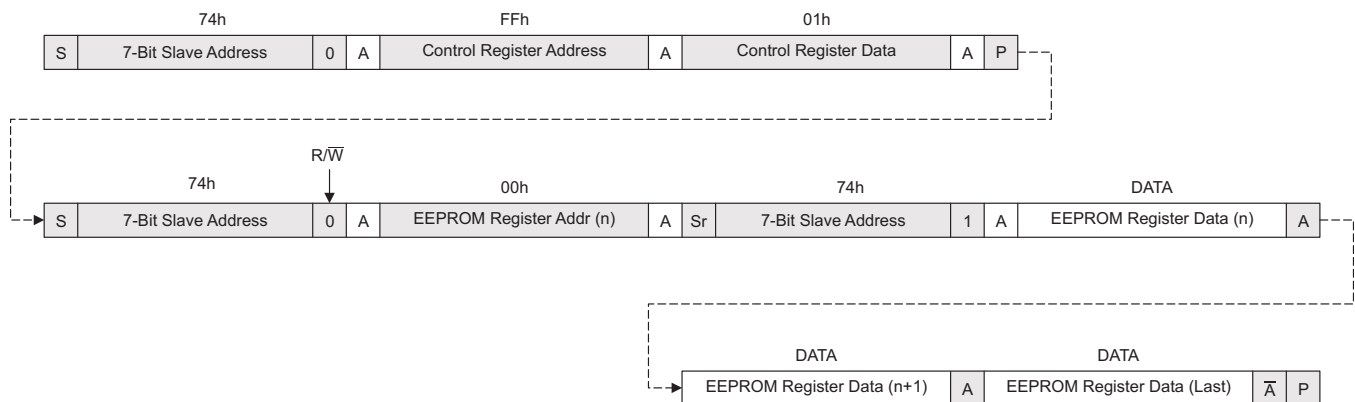 74h FFh 01h
S 7-Bit Slave Address 0 A Control Register Address A Control Register Data A P
R/W̅
74h 00h 74h DATA
S 7-Bit Slave Address 0 A EEPROM Register Addr (n) A Sr 7-Bit Slave Address 1 A EEPROM Register Data (n) A
DATA DATA
EEPROM Register Data (n+1) A EEPROM Register Data (Last) A̅ P